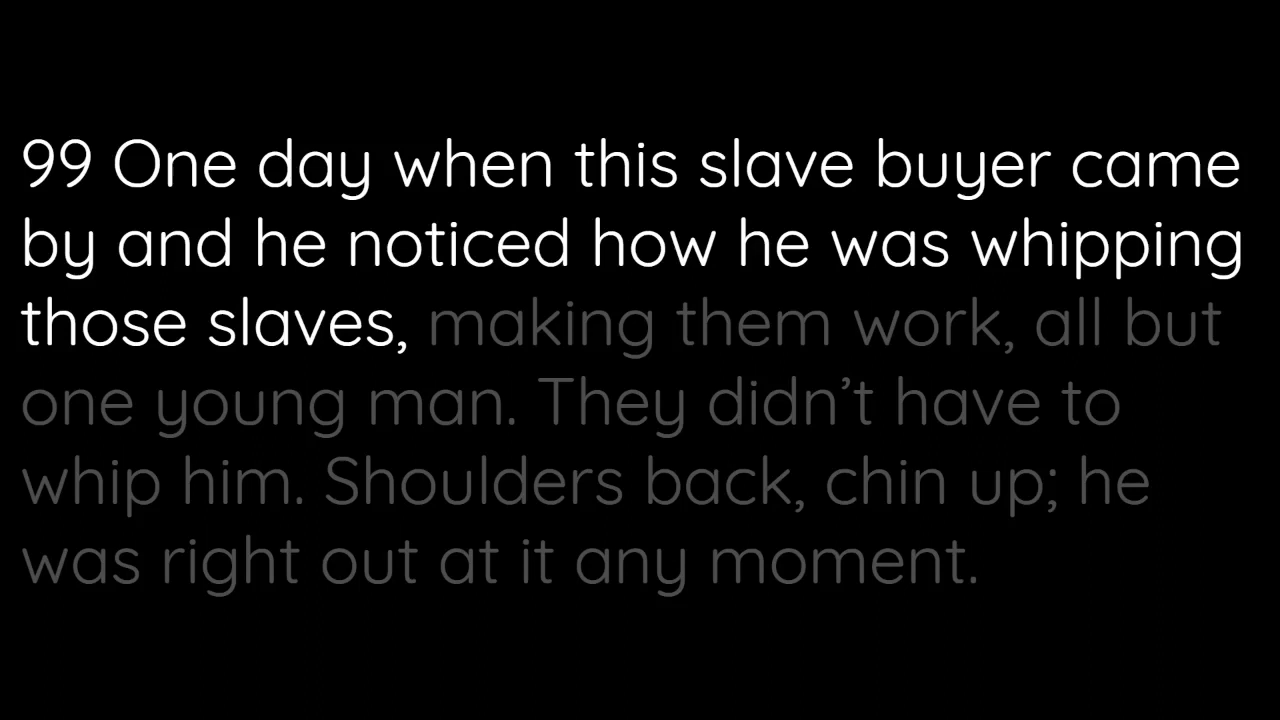 99 One day when this slave buyer came
by and he noticed how he was whipping
those slaves, making them work, all but
one young man. They didn’t have to
whip him. Shoulders back, chin up; he
was right out at it any moment.